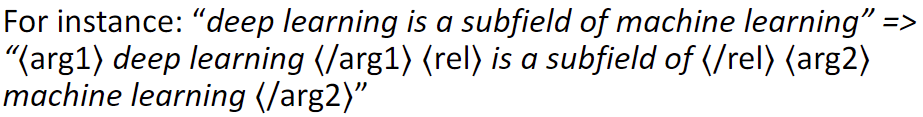 For instance: “deep learning is a subfield of machine learning” =>
“⟨arg1⟩ deep learning ⟨/arg1⟩ ⟨rel⟩ is a subfield of ⟨/rel⟩ ⟨arg2⟩
machine learning ⟨/arg2⟩”